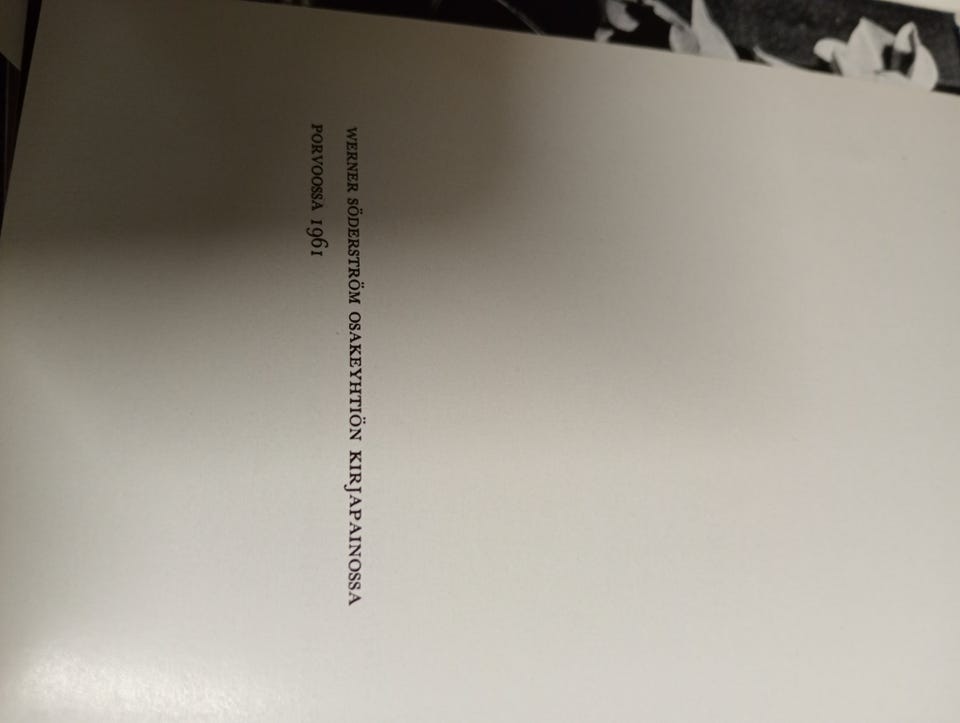 WERNER SÖDERSTRÖM OSAKEYHTIÖN KIRJAPAINOSSA
PORVOOSSA 1961